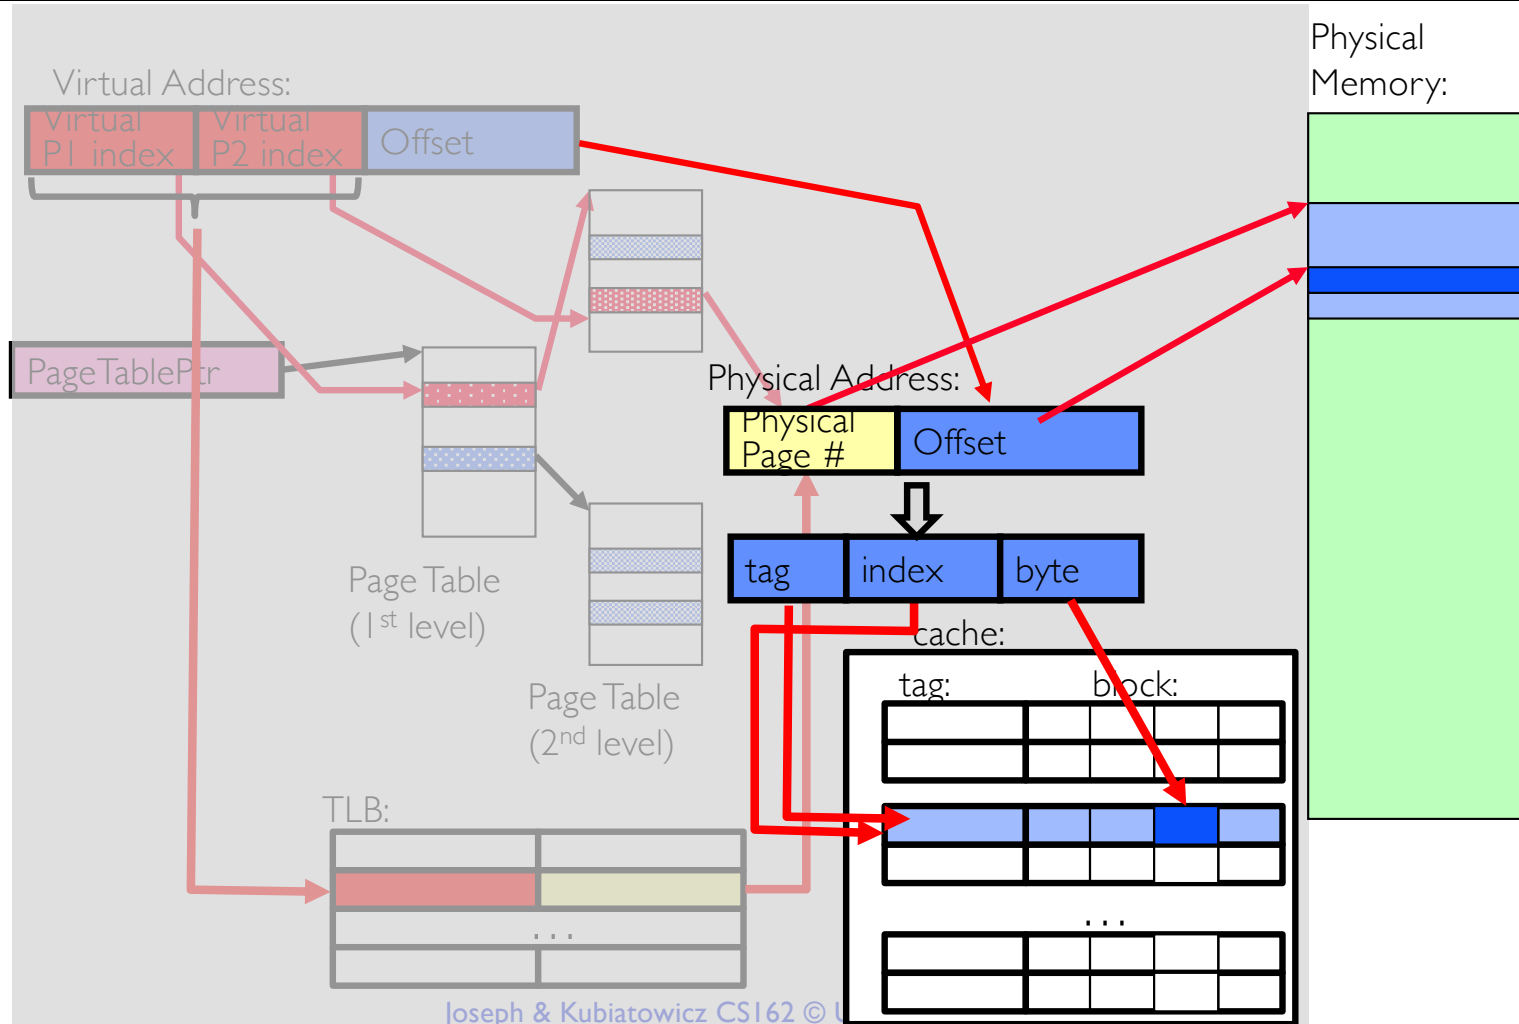 Physical
Memory:
Virtual Address:
Virtual
P1 index
Virtual
P2 index
Offset
PageTablePtr
Physical Address:
Physical
Page #
Offset
tag
index
byte
Page Table
(1st level)
cache:
tag:
block:
Page Table
(2nd level)
TLB:
...
...
Joseph & Kubiatowicz CS162 ©